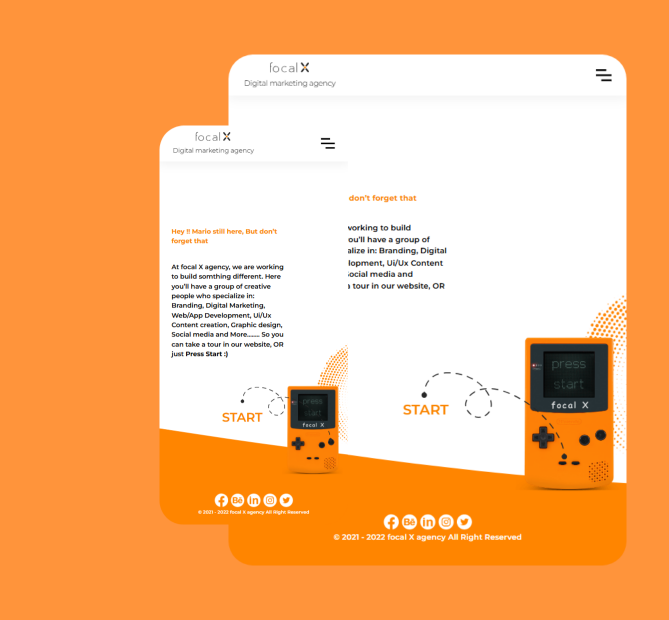 focal X
Digital marketing agency
focal X
Digital marketing agency
Hey !! Mario still here, But don't
forget that
At focal X agency, we are working
to build somthing different. Here
you'll have a group of creative
people who specialize in:
Branding, Digital Marketing,
Web/App Development, Ui/Ux
Content creation, Graphic design,
Social media and More....... So you
can take a tour in our website, OR
just Press Start :)
START
press
start
focal X
f Bē in
© 2021 - 2022 focal X agency All Right Reserved
don't forget that
working to build
ou'll have a group of
alize in: Branding, Digital
lopment, Ui/Ux Content
ocial media and
a tour in our website, OR
START
press
start
focal X
f Bē in
© 2021 - 2022 focal X agency All Right Reserved